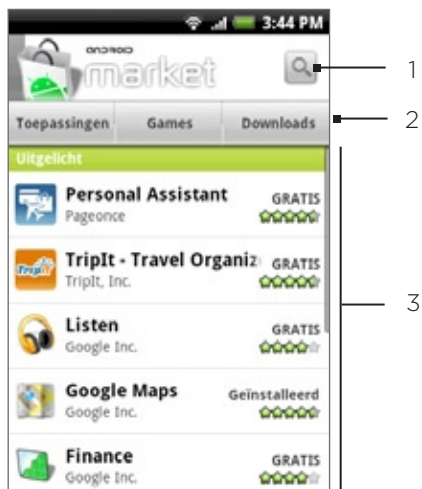 3:44 PM
ANDROID
market
1
Toepassingen Games Downloads
2
Uitgelicht
Personal Assistant GRATIS
Pageonce
TripIt - Travel Organiz GRATIS
TripIt, Inc.
TripIt
3
Listen GRATIS
Google Inc.
Google Maps Geïnstalleerd
Google Inc.
Finance GRATIS
Google Inc.